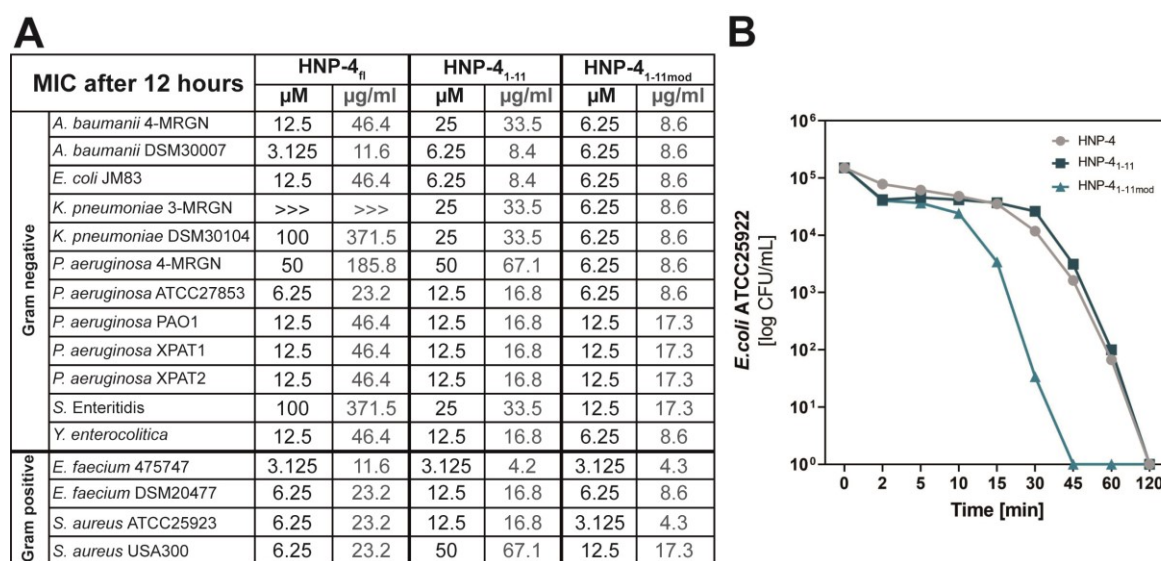 A
MIC after 12 hours HNP-4fl HNP-41-11 HNP-41-11mod
µM µg/ml µM µg/ml µM µg/ml
Gram negative
A. baumanii 4-MRGN 12.5 46.4 25 33.5 6.25 8.6
A. baumanii DSM30007 3.125 11.6 6.25 8.4 6.25 8.6
E. coli JM83 12.5 46.4 6.25 8.4 6.25 8.6
K. pneumoniae 3-MRGN >>> >>> 25 33.5 6.25 8.6
K. pneumoniae DSM30104 100 371.5 25 33.5 6.25 8.6
P. aeruginosa 4-MRGN 50 185.8 50 67.1 6.25 8.6
P. aeruginosa ATCC27853 6.25 23.2 12.5 16.8 6.25 8.6
P. aeruginosa PAO1 12.5 46.4 12.5 16.8 12.5 17.3
P. aeruginosa XPAT1 12.5 46.4 12.5 16.8 12.5 17.3
P. aeruginosa XPAT2 12.5 46.4 12.5 16.8 12.5 17.3
S. Enteritidis 100 371.5 25 33.5 12.5 17.3
Y. enterocolitica 12.5 46.4 12.5 16.8 6.25 8.6
Gram positive
E. faecium 475747 3.125 11.6 3.125 4.2 3.125 4.3
E. faecium DSM20477 6.25 23.2 12.5 16.8 6.25 8.6
S. aureus ATCC25923 6.25 23.2 12.5 16.8 3.125 4.3
S. aureus USA300 6.25 23.2 50 67.1 12.5 17.3
B
E.coli ATCC25922
[log CFU/mL]
10⁶
10⁵
10⁴
10³
10²
10¹
10⁰
HNP-4
HNP-41-11
HNP-41-11mod
0 2 5 10 15 30 45 60 120
Time [min]